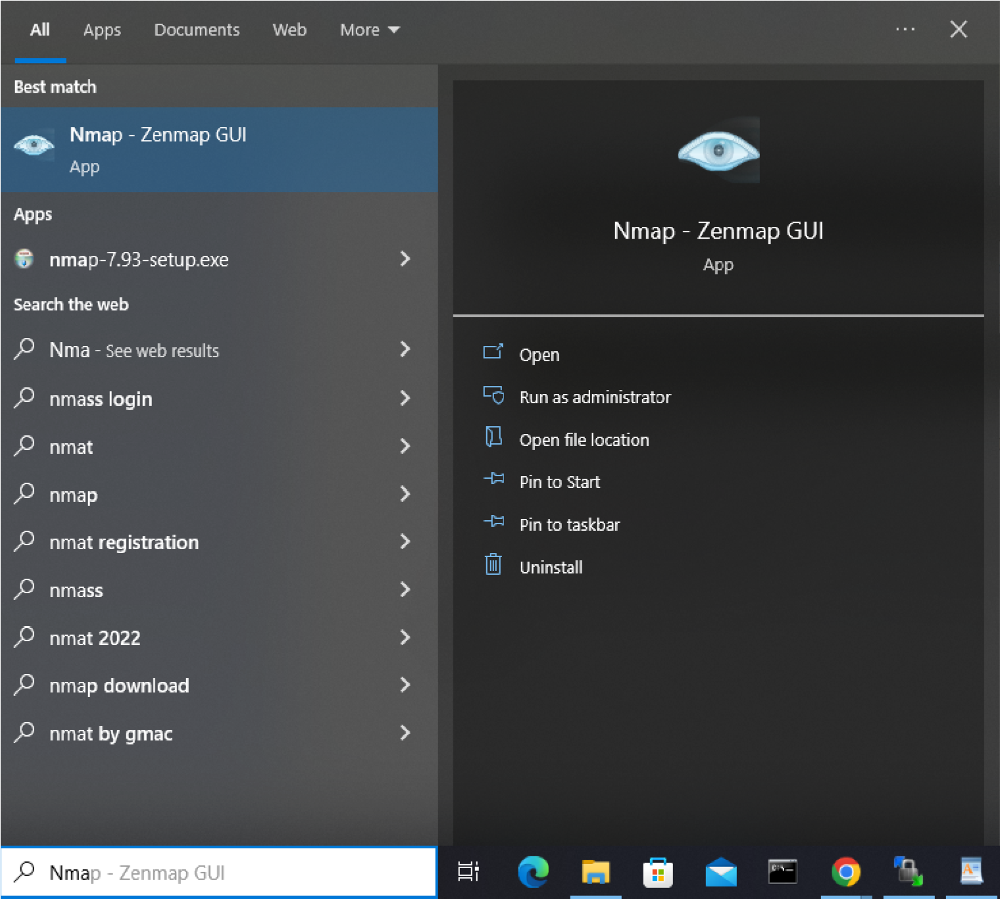 All Apps Documents Web More
Best match
Nmap - Zenmap GUI
App
Apps
nmap-7.93-setup.exe
Search the web
Nma - See web results
nmass login
nmat
nmap
nmat registration
nmass
nmat 2022
nmap download
nmat by gmac
Nmap - Zenmap GUI
Nmap - Zenmap GUI
App
Open
Run as administrator
Open file location
Pin to Start
Pin to taskbar
Uninstall